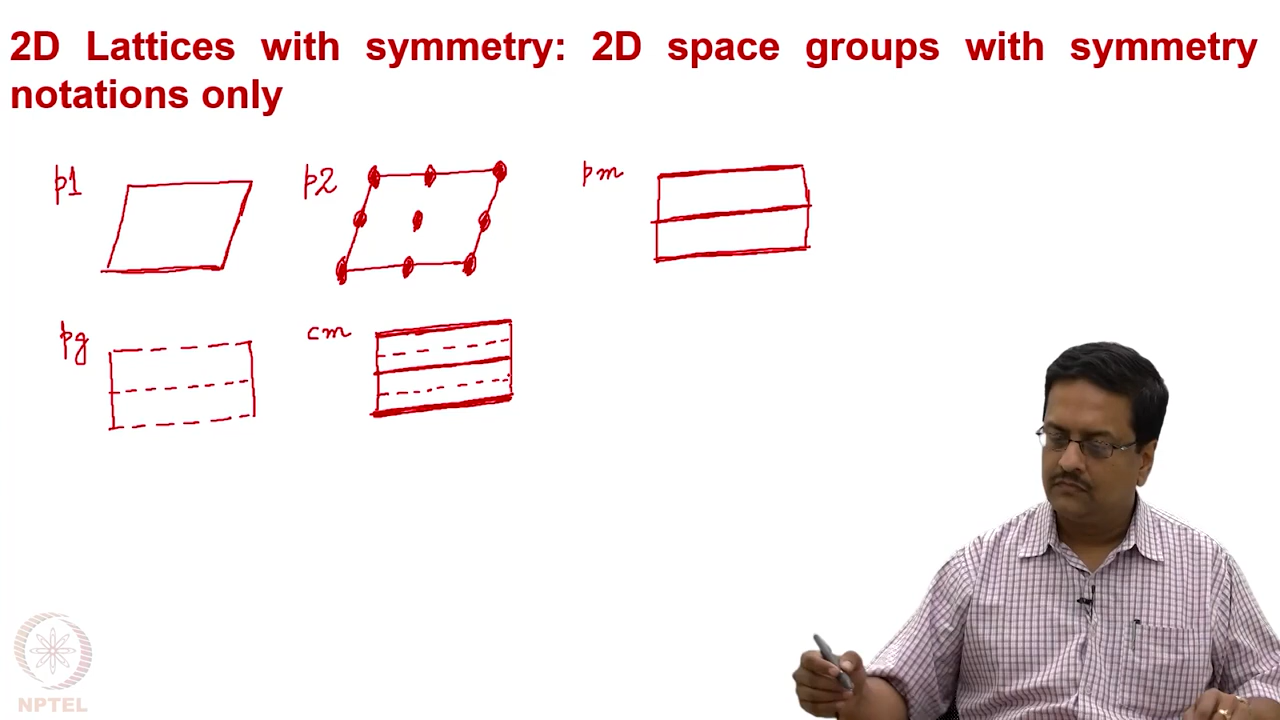 2D Lattices with symmetry: 2D space groups with symmetry
notations only
p1
p2
pm
pg
cm
NPTEL